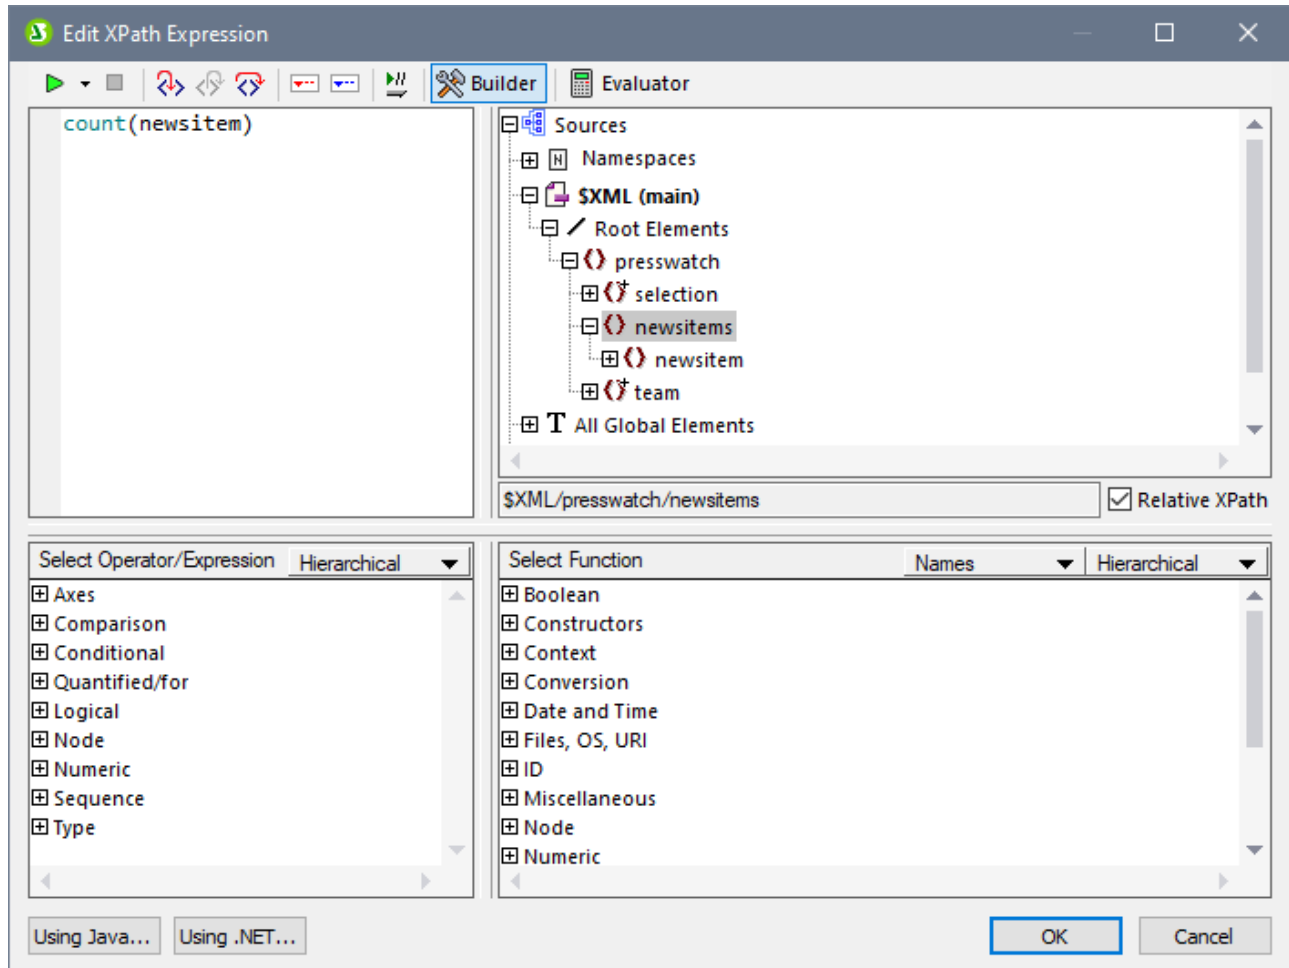 Edit XPath Expression
Builder
Evaluator
count(newsitem)
Sources
N Namespaces
$XML (main)
Root Elements
presswatch
selection
newsitems
newsitem
team
T All Global Elements
$XML/presswatch/newsitems
Relative XPath
Select Operator/Expression Hierarchical
Axes
Comparison
Conditional
Quantified/for
Logical
Node
Numeric
Sequence
Type
Select Function Names Hierarchical
Boolean
Constructors
Context
Conversion
Date and Time
Files, OS, URI
ID
Miscellaneous
Node
Numeric
Using Java... Using .NET... OK Cancel